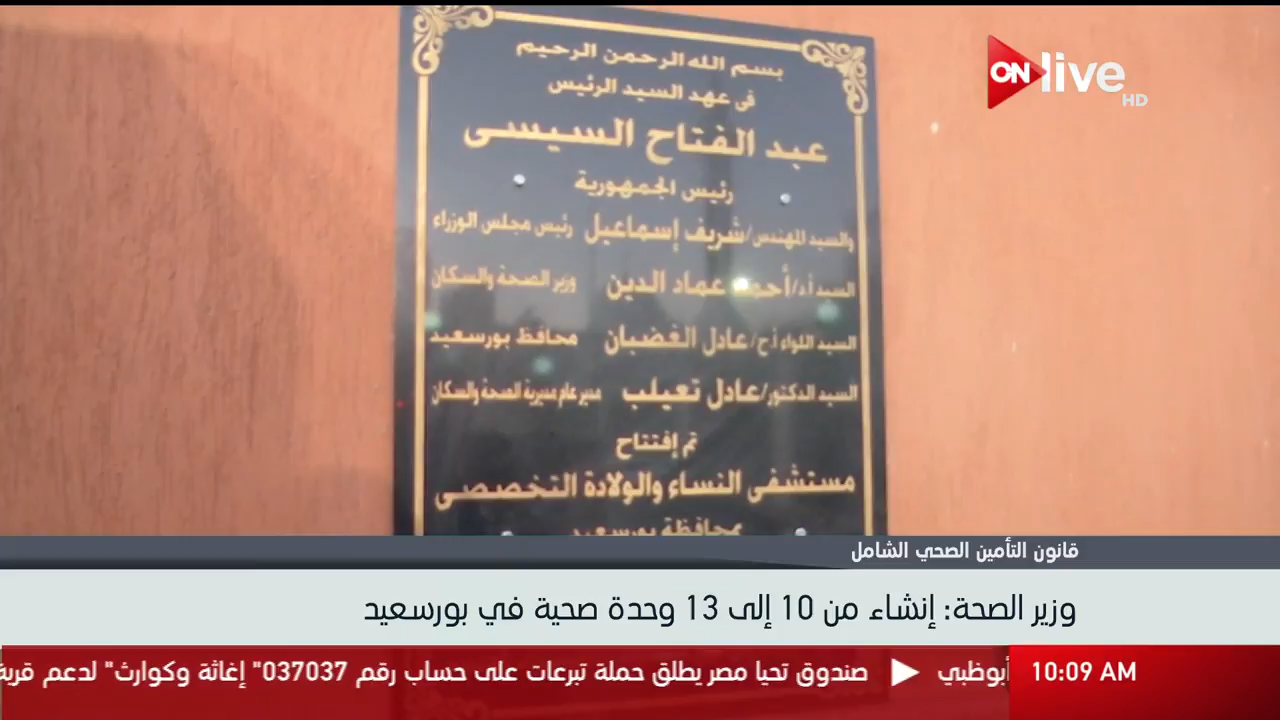 بسم الله الرحمن الرحيم
فى عهد السيد الرئيس
عبد الفتاح السيسى
رئيس الجمهورية
والسيد المهندس/شريف إسماعيل رئيس مجلس الوزراء
السيد أ.د/أحمد عماد الدين وزير الصحة والسكان
السيد اللواء أ.ح/عادل الغضبان محافظ بورسعيد
السيد الدكتور/عادل تعيلب مدير عام مديرية الصحة والسكان
تم إفتتاح
مستشفى النساء والولادة التخصصى
بمحافظة بورسعيد
ON live HD
قانون التأمين الصحي الشامل
وزير الصحة: إنشاء من 10 إلى 13 وحدة صحية في بورسعيد
10:09 AM
أبوظبي ◀ صندوق تحيا مصر يطلق حملة تبرعات على حساب رقم 037037 "إغاثة وكوارث" لدعم قرية